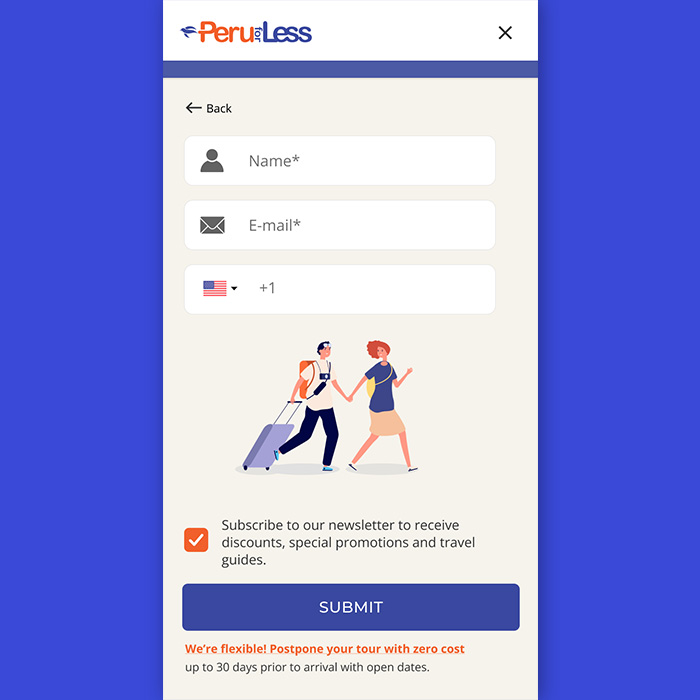 Peru for Less
Back
Name*
E-mail*
+1
Subscribe to our newsletter to receive
discounts, special promotions and travel
guides.
SUBMIT
We're flexible! Postpone your tour with zero cost
up to 30 days prior to arrival with open dates.